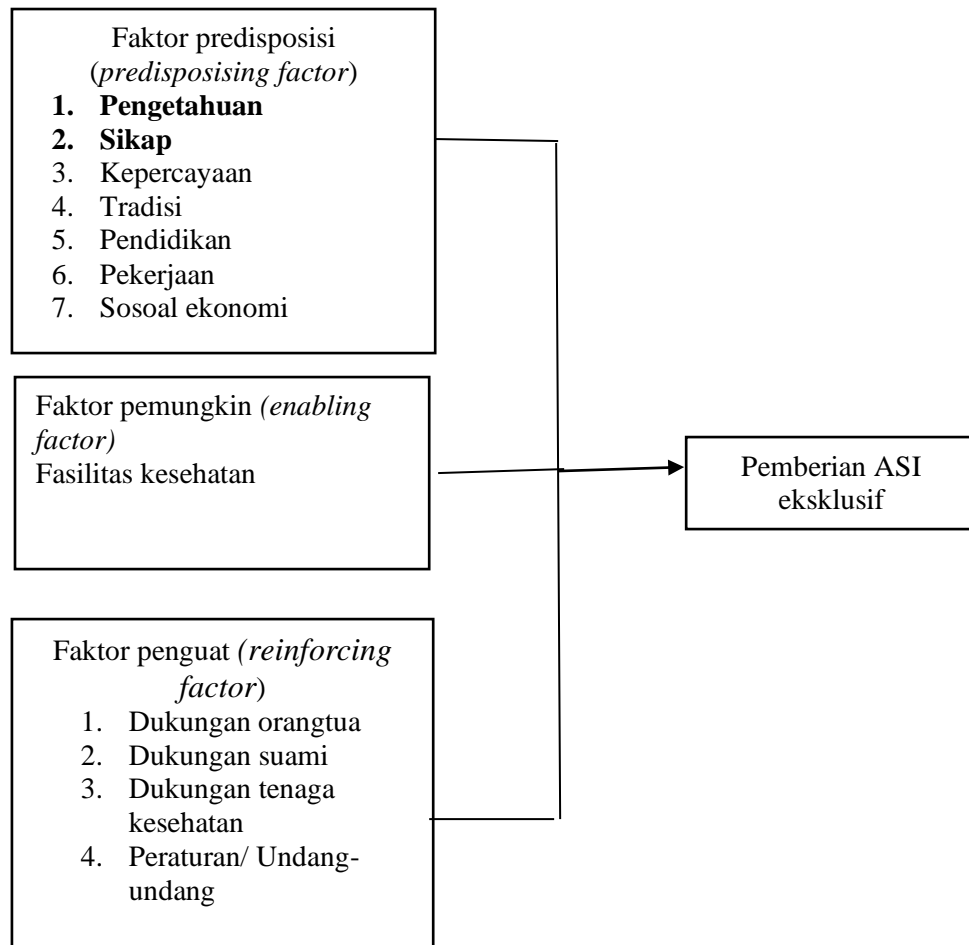 Faktor predisposisi
(predisposising factor)
1. Pengetahuan
2. Sikap
3. Kepercayaan
4. Tradisi
5. Pendidikan
6. Pekerjaan
7. Sosoal ekonomi
Faktor pemungkin (enabling
factor)
Fasilitas kesehatan
Pemberian ASI
eksklusif
Faktor penguat (reinforcing
factor)
1. Dukungan orangtua
2. Dukungan suami
3. Dukungan tenaga
kesehatan
4. Peraturan/ Undang-
undang